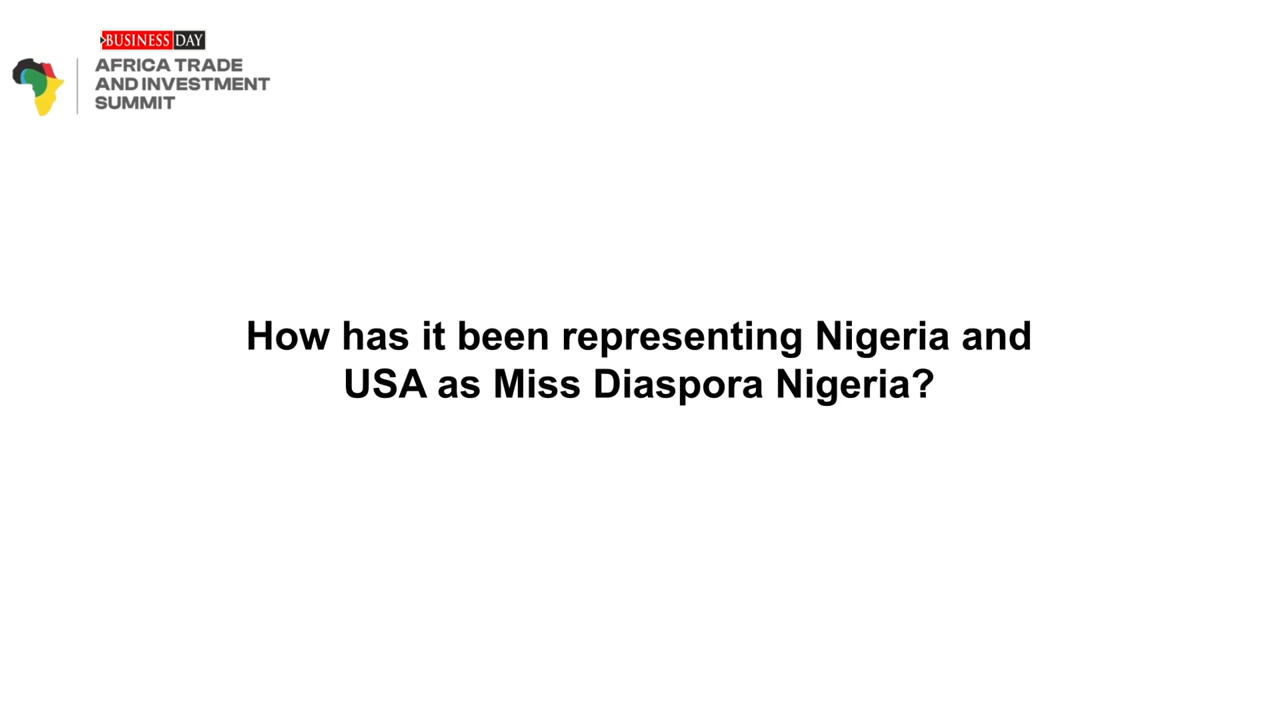 BUSINESS DAY
AFRICA TRADE
AND INVESTMENT
SUMMIT
How has it been representing Nigeria and
USA as Miss Diaspora Nigeria?